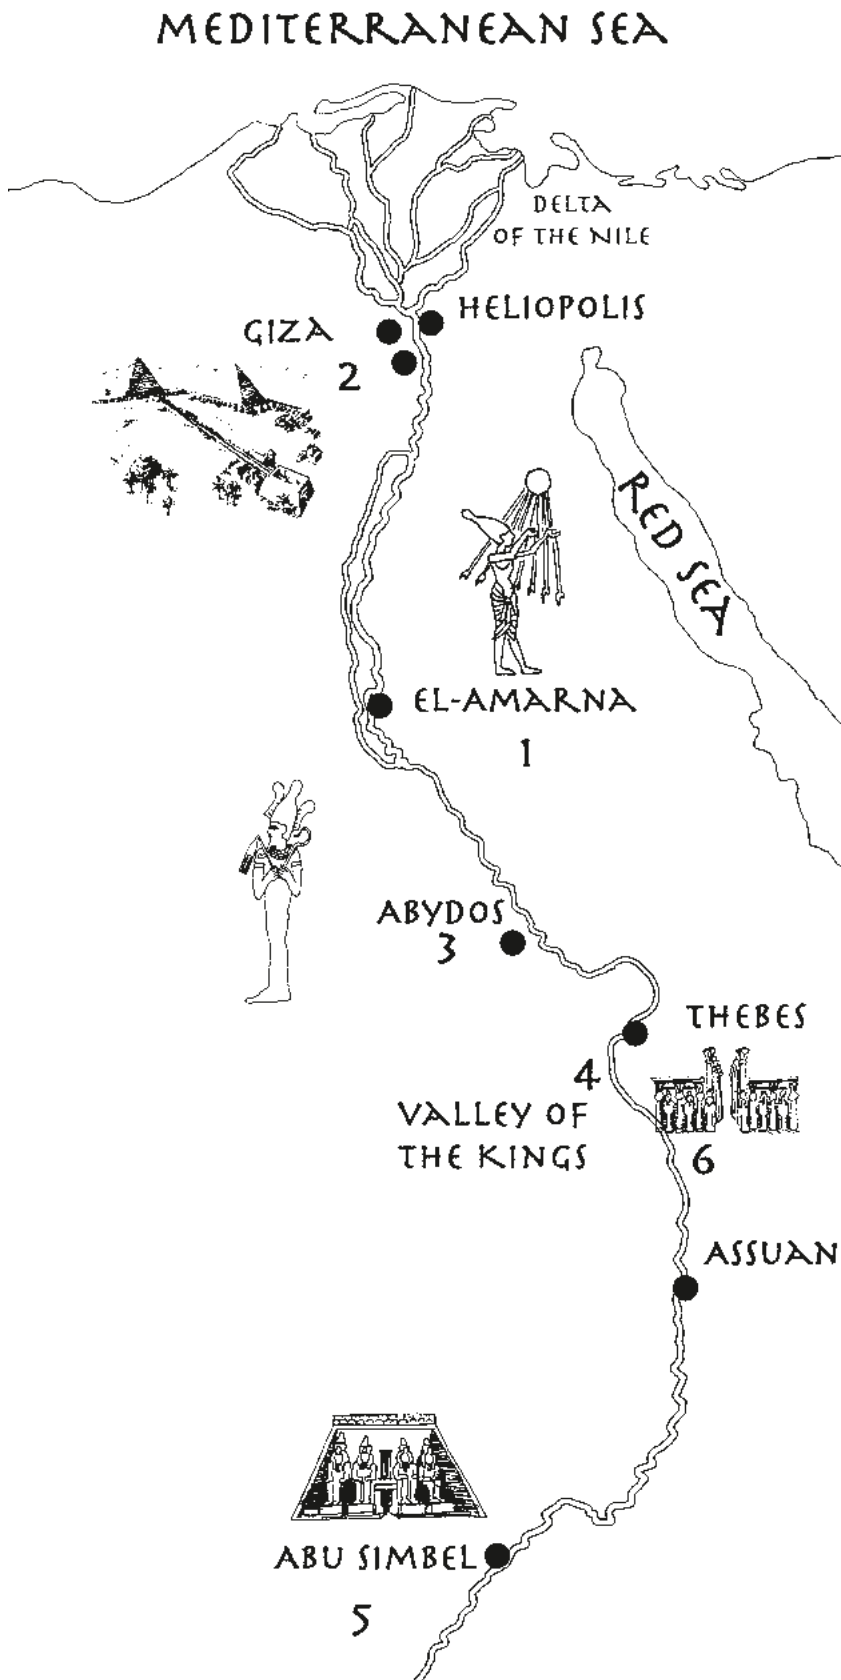 MEDITERRANEAN SEA
DELTA
OF THE NILE
HELIOPOLIS
GIZA
2
RED SEA
EL-AMARNA
1
ABYDOS
3
THEBES
4
VALLEY OF
THE KINGS
6
ASSUAN
ABU SIMBEL
5